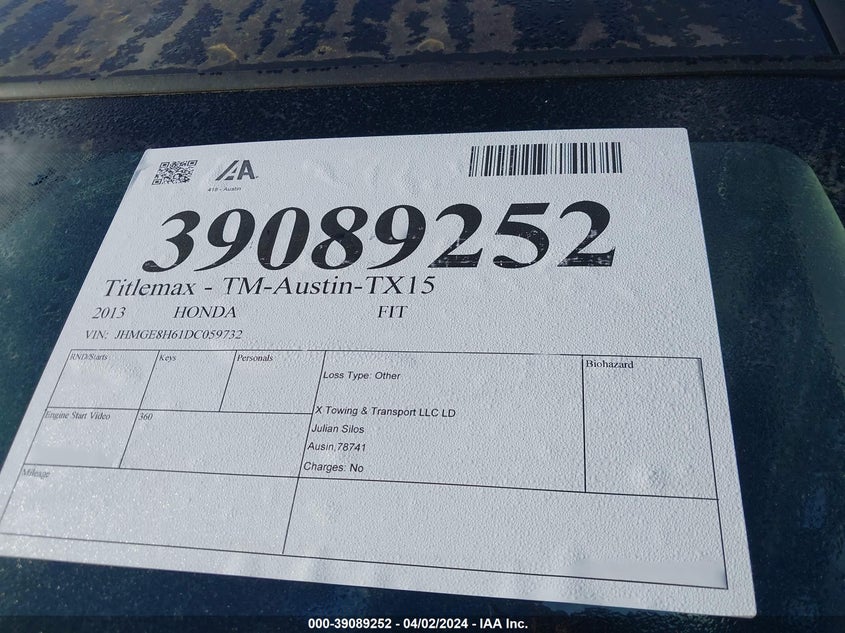 IAA
418 - Austin
39089252
Titlemax - TM-Austin-TX15
2013 HONDA FIT
VIN: JHMGE8H61DC059732
RND/Starts Keys Personals
Loss Type: Other
Biohazard
X Towing & Transport LLC LD
Engine Start Video 360
Julian Silos
Ausin,78741
Charges: No
Mileage
000-39089252 - 04/02/2024 - IAA Inc.